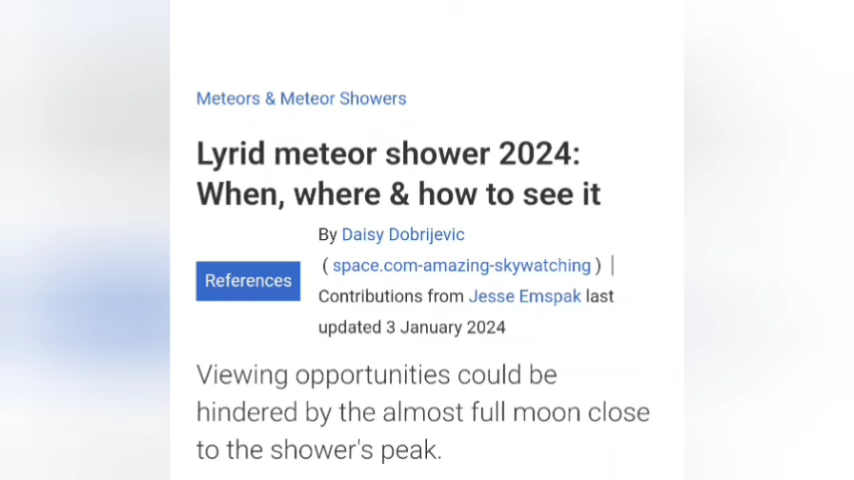 Meteors & Meteor Showers
Lyrid meteor shower 2024:
When, where & how to see it
References
By Daisy Dobrijevic
( space.com-amazing-skywatching ) |
Contributions from Jesse Emspak last
updated 3 January 2024
Viewing opportunities could be
hindered by the almost full moon close
to the shower's peak.